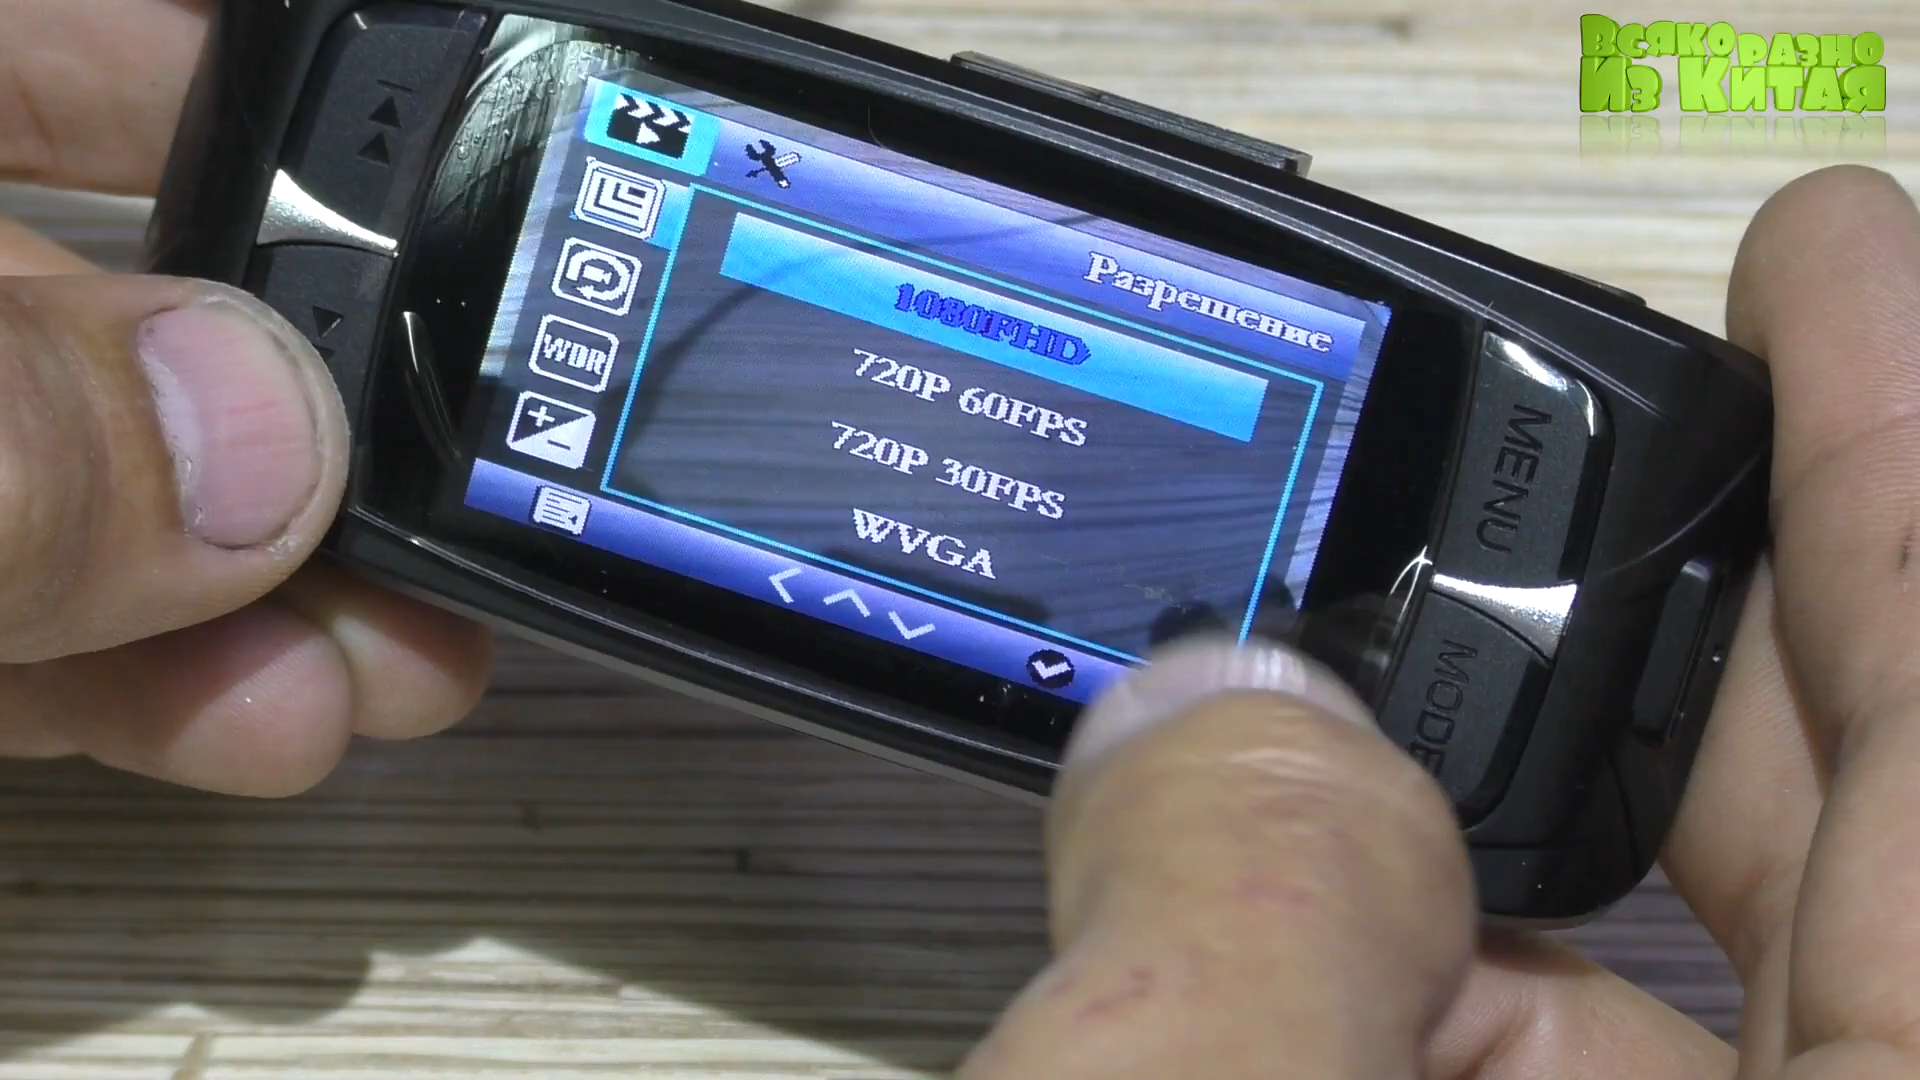 Всяко разно
Из Китая
Разрешение
1080FHD
720P 60FPS
720P 30FPS
WVGA
WDR
MENU
MODE